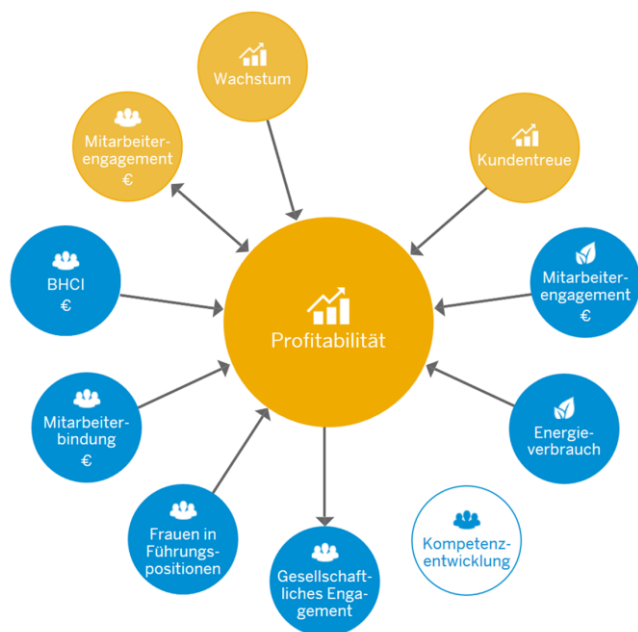 Wachstum
Mitarbeiter-
engagement
€
Kundentreue
BHCI
€
Mitarbeiter-
engagement
€
Profitabilität
Mitarbeiter-
bindung
€
Energie-
verbrauch
Frauen in
Führungs-
positionen
Kompetenz-
entwicklung
Gesellschaft-
liches Enga-
gement